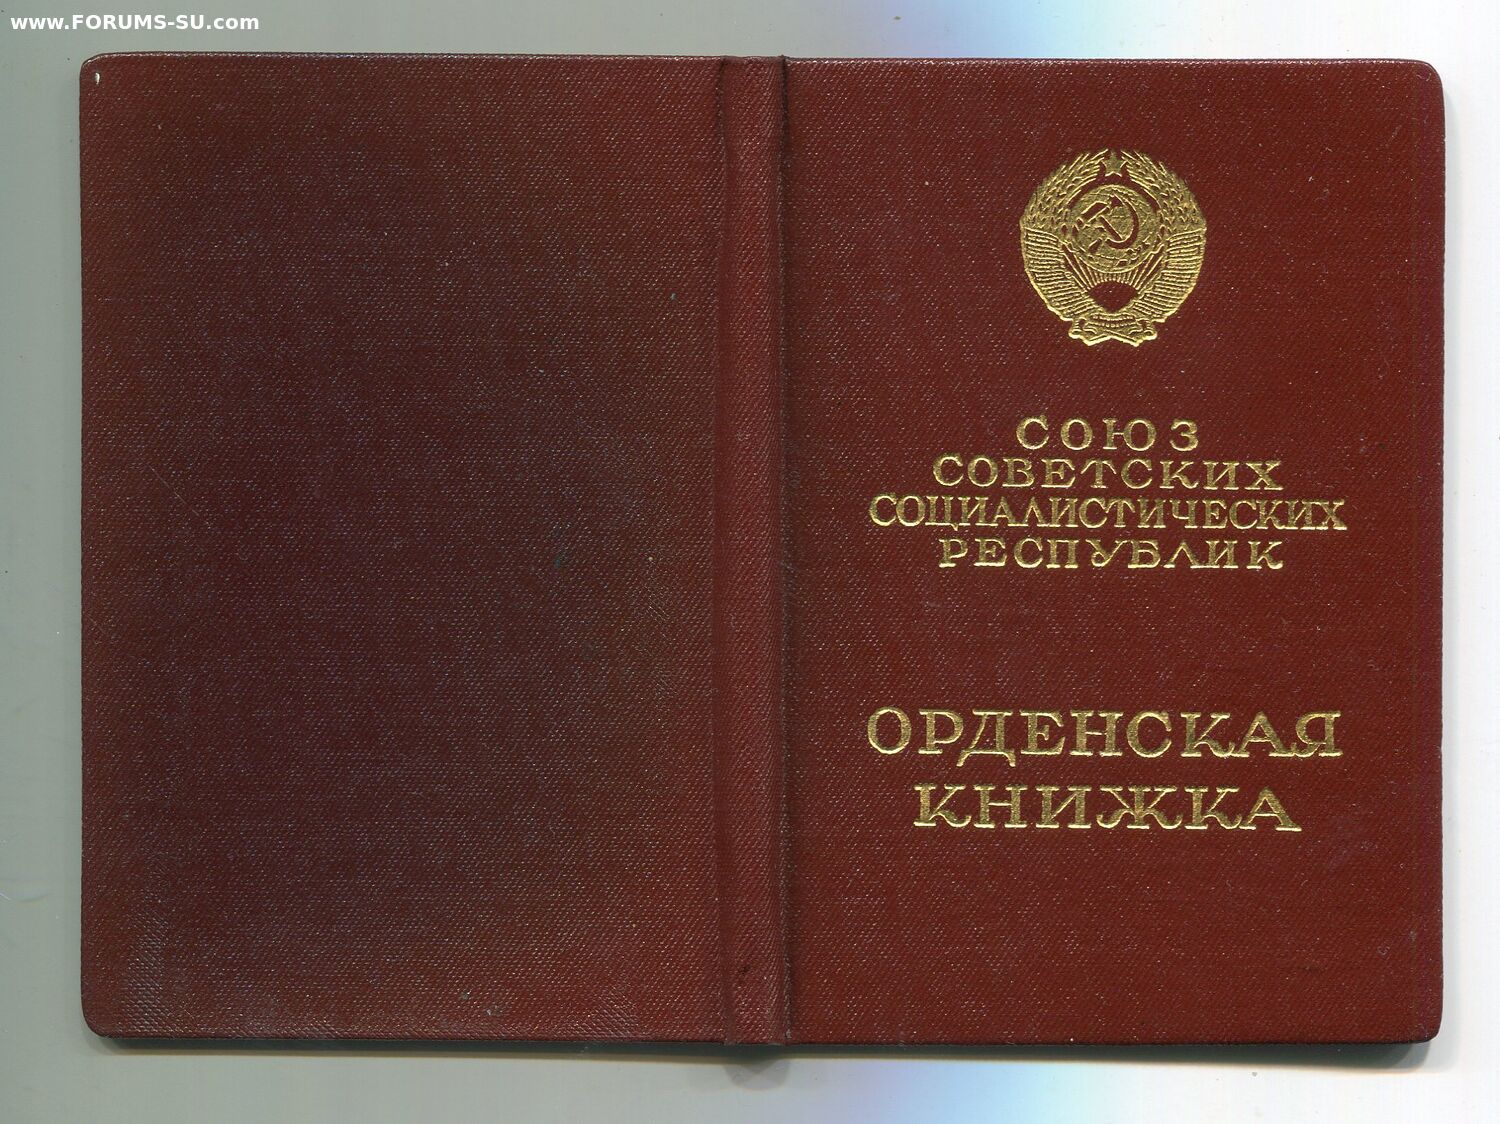 www.FORUMS-SU.com
СОЮЗ
СОВЕТСКИХ
СОЦИАЛИСТИЧЕСКИХ
РЕСПУБЛИК
ОРДЕНСКАЯ
КНИЖКА